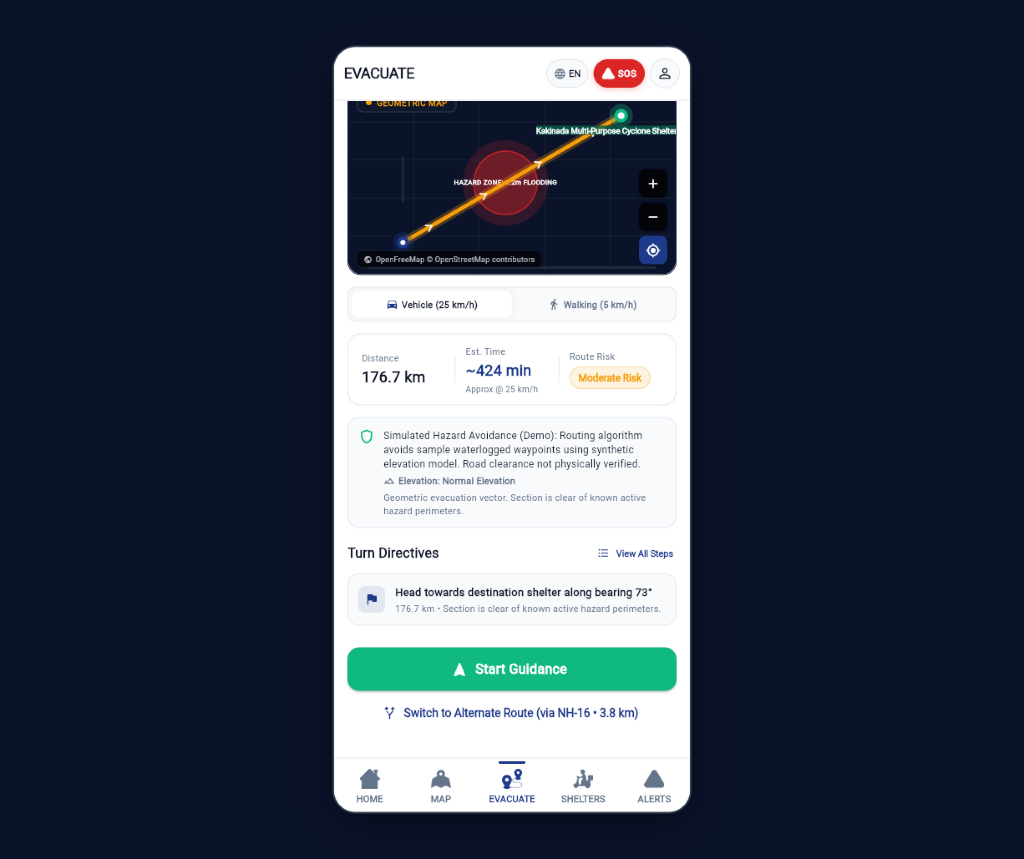 EVACUATE
EN
SOS
GEOMETRIC MAP
Kakinada Multi-Purpose Cyclone Shelter
HAZARD ZONE: 2m FLOODING
+
−
OpenFreeMap © OpenStreetMap contributors
Vehicle (25 km/h)
Walking (5 km/h)
Distance
176.7 km
Est. Time
~424 min
Approx @ 25 km/h
Route Risk
Moderate Risk
Simulated Hazard Avoidance (Demo): Routing algorithm
avoids sample waterlogged waypoints using synthetic
elevation model. Road clearance not physically verified.
Elevation: Normal Elevation
Geometric evacuation vector. Section is clear of known active
hazard perimeters.
Turn Directives
View All Steps
Head towards destination shelter along bearing 73°
176.7 km • Section is clear of known active hazard perimeters.
Start Guidance
Switch to Alternate Route (via NH-16 • 3.8 km)
HOME
MAP
EVACUATE
SHELTERS
ALERTS